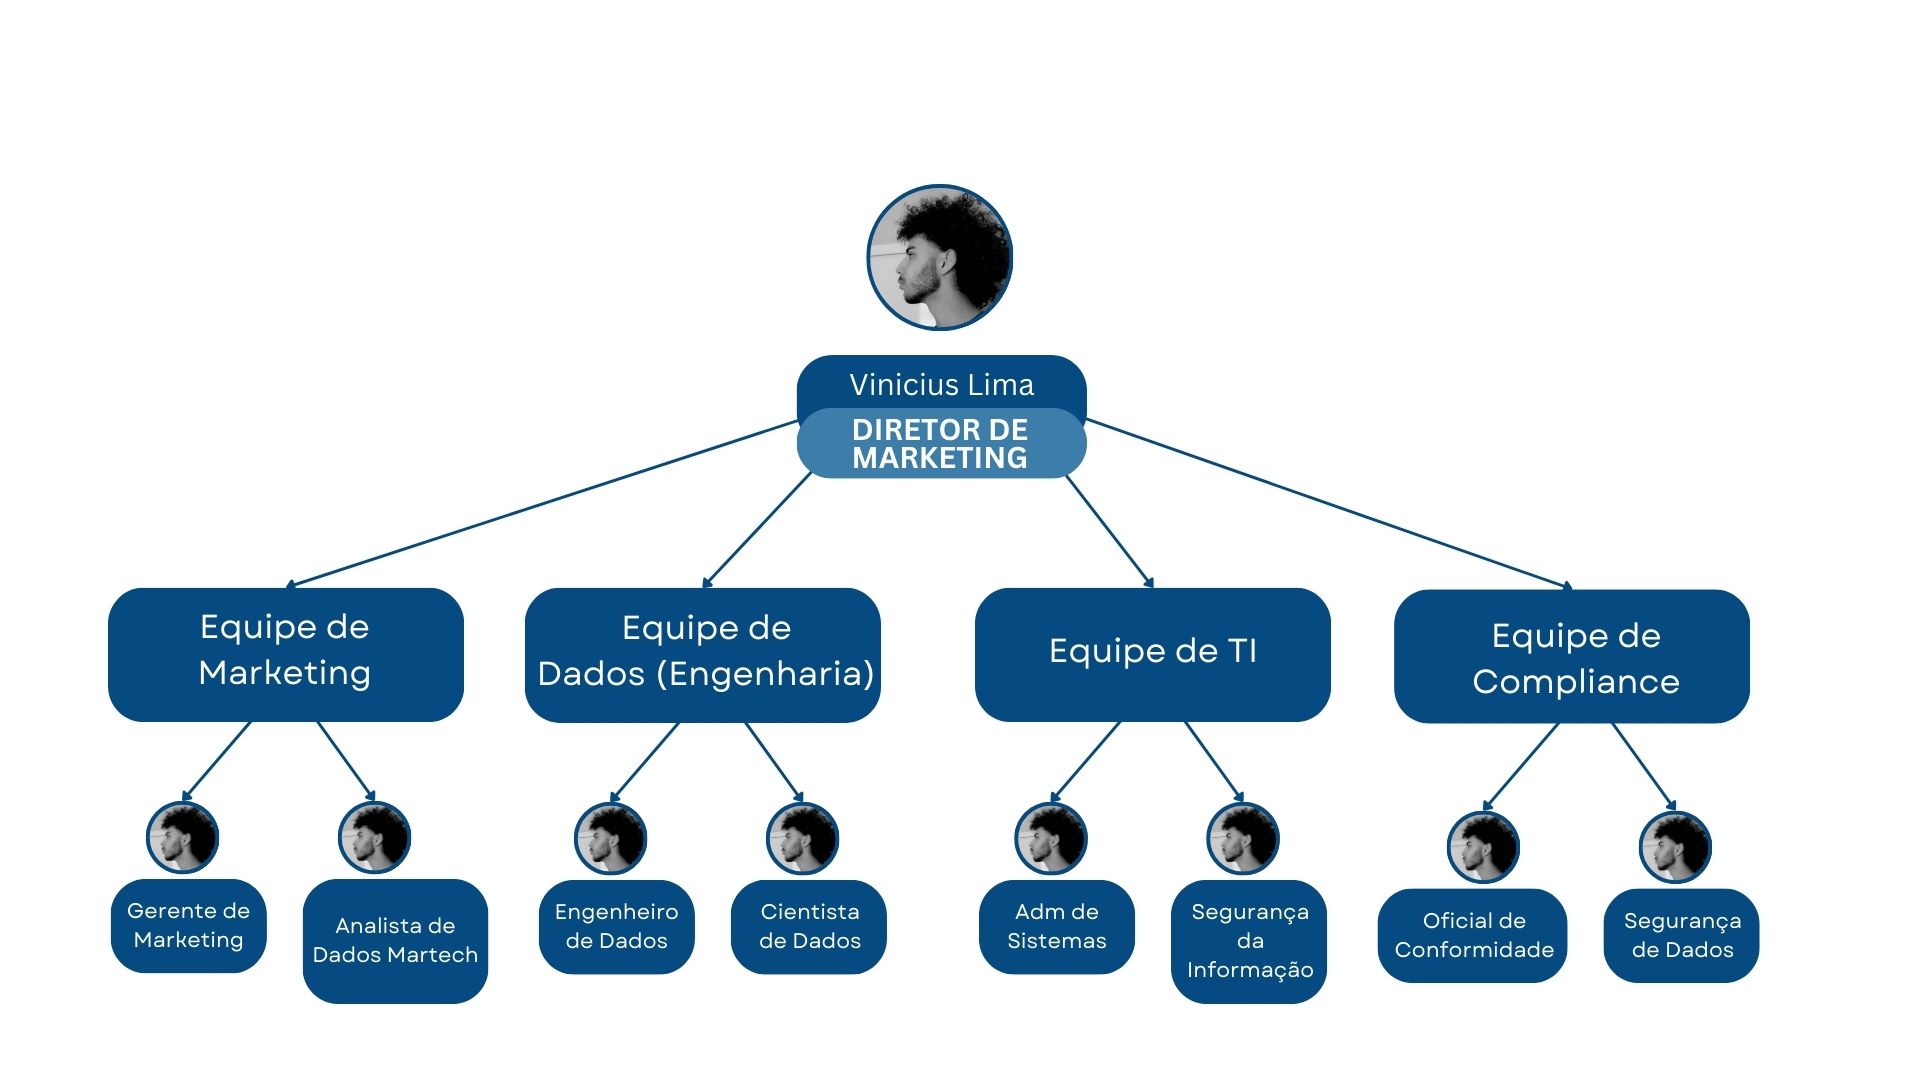 Vinicius Lima
DIRETOR DE
MARKETING
Equipe de
Marketing
Equipe de
Dados (Engenharia)
Equipe de TI
Equipe de
Compliance
Gerente de
Marketing
Analista de
Dados Martech
Engenheiro
de Dados
Cientista
de Dados
Adm de
Sistemas
Segurança
da
Informação
Oficial de
Conformidade
Segurança
de Dados